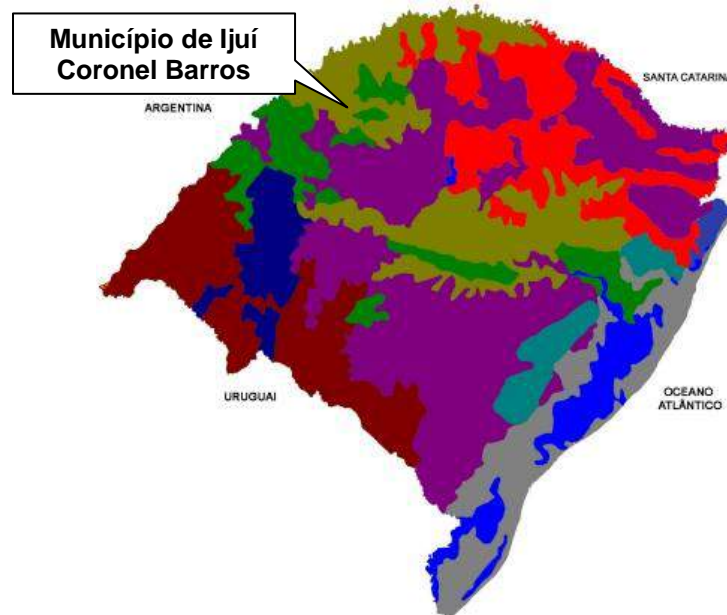 Município de Ijuí
Coronel Barros
SANTA CATARINA
ARGENTINA
URUGUAI
OCEANO
ATLÂNTICO